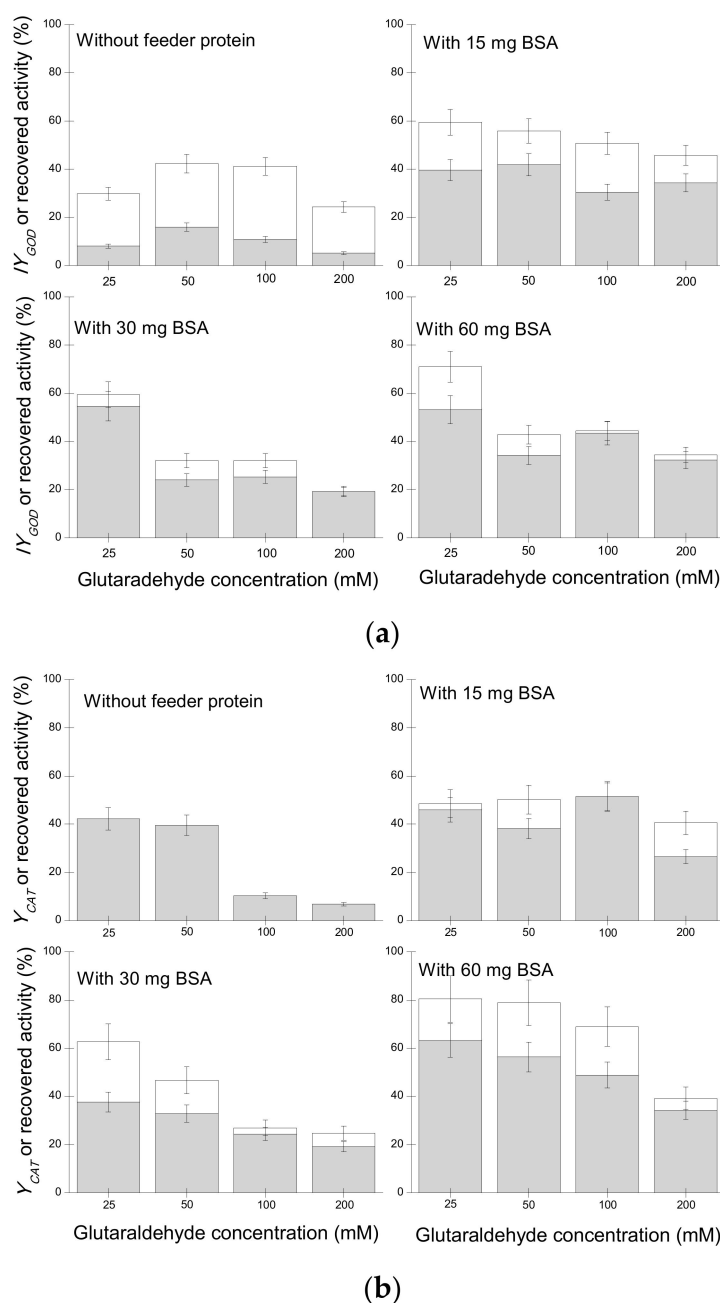 Without feeder protein
With 15 mg BSA
IY_GOD or recovered activity (%)
100
80
60
40
20
0
25 50 100 200
100
80
60
40
20
0
25 50 100 200
With 30 mg BSA
With 60 mg BSA
IY_GOD or recovered activity (%)
100
80
60
40
20
0
25 50 100 200
100
80
60
40
20
0
25 50 100 200
Glutaradehyde concentration (mM)
Glutaradehyde concentration (mM)
(a)
Without feeder protein
With 15 mg BSA
Y_CAT or recovered activity (%)
100
80
60
40
20
0
25 50 100 200
100
80
60
40
20
0
25 50 100 200
With 30 mg BSA
With 60 mg BSA
Y_CAT or recovered activity (%)
100
80
60
40
20
0
25 50 100 200
100
80
60
40
20
0
25 50 100 200
Glutaraldehyde concentration (mM)
Glutaraldehyde concentration (mM)
(b)